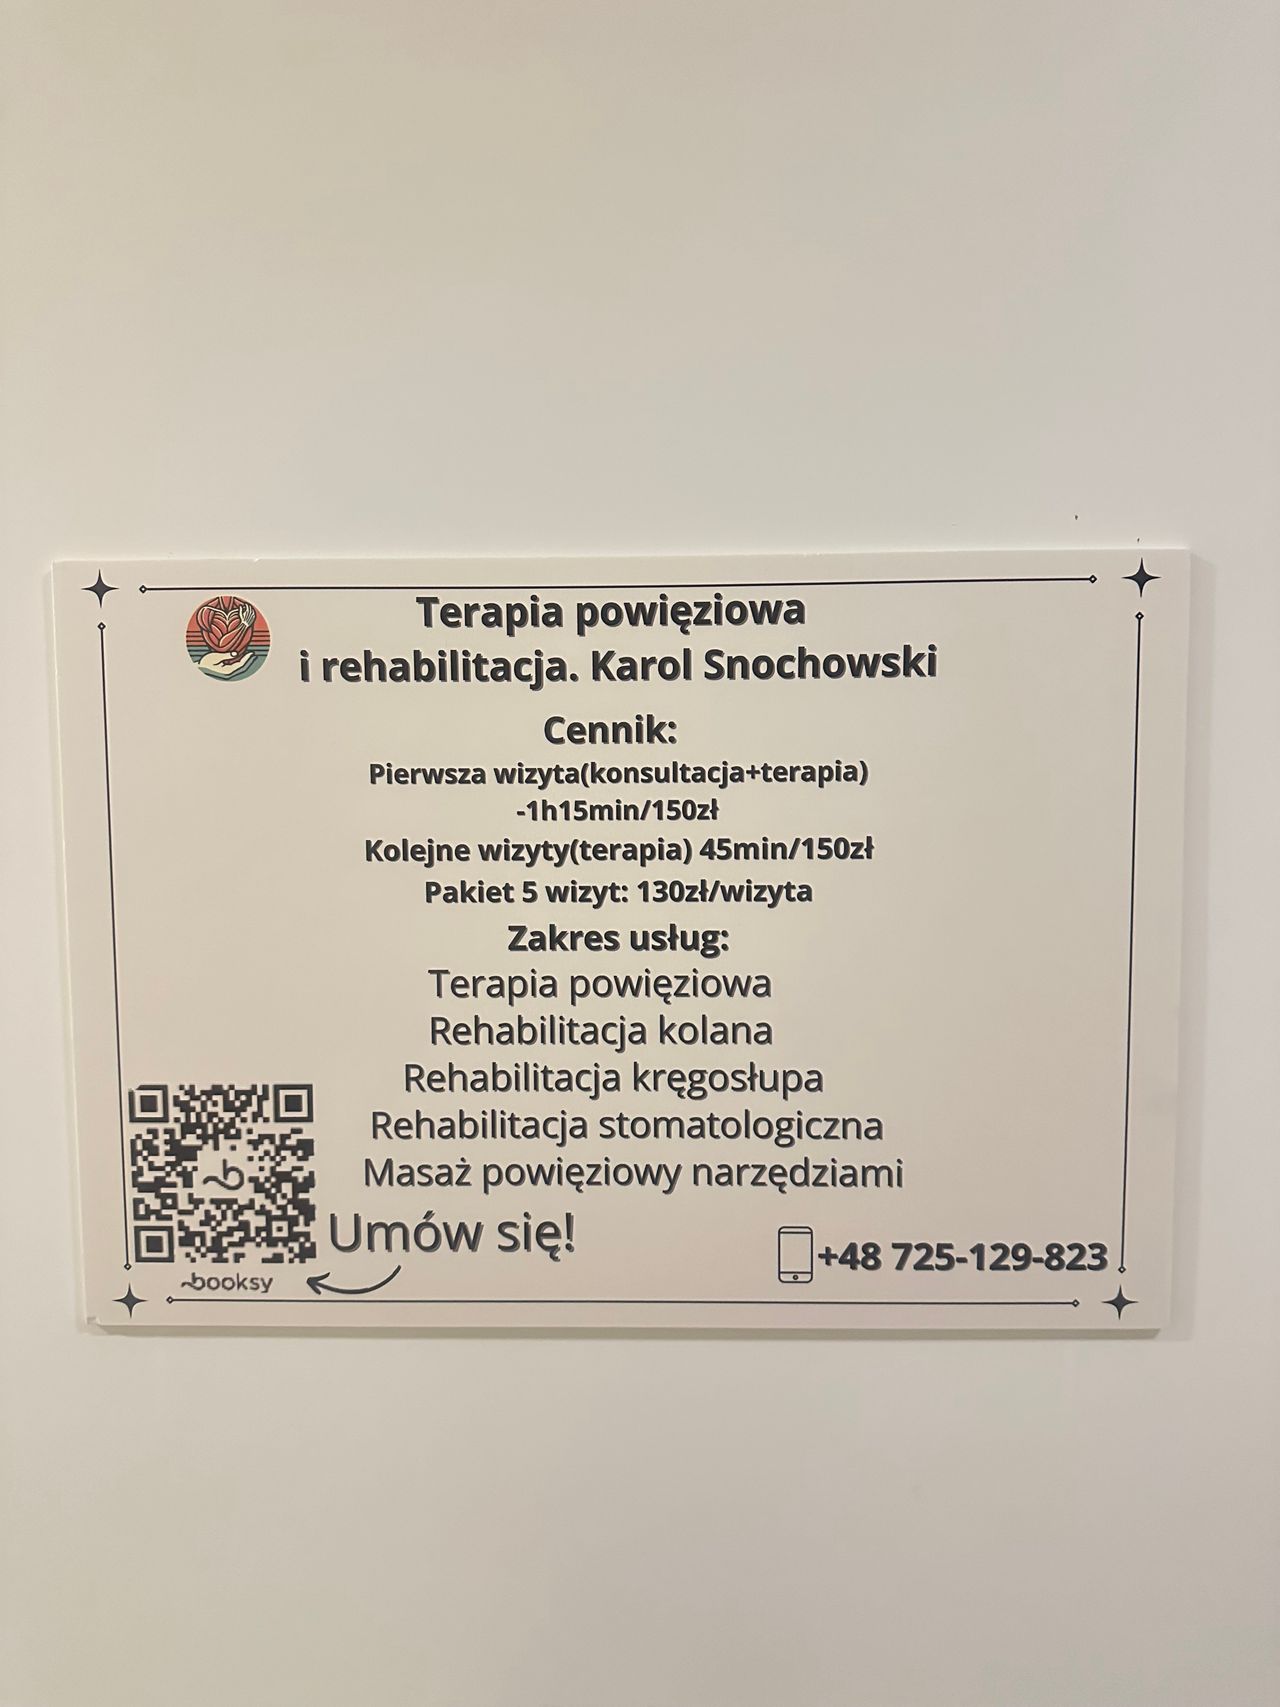 Terapia powięziowa
i rehabilitacja. Karol Snochowski
Cennik:
Pierwsza wizyta(konsultacja+terapia)
-1h15min/150zł
Kolejne wizyty(terapia) 45min/150zł
Pakiet 5 wizyt: 130zł/wizyta
Zakres usług:
Terapia powięziowa
Rehabilitacja kolana
Rehabilitacja kręgosłupa
Rehabilitacja stomatologiczna
Masaż powięziowy narzędziami
Umów się!
booksy
+48 725-129-823